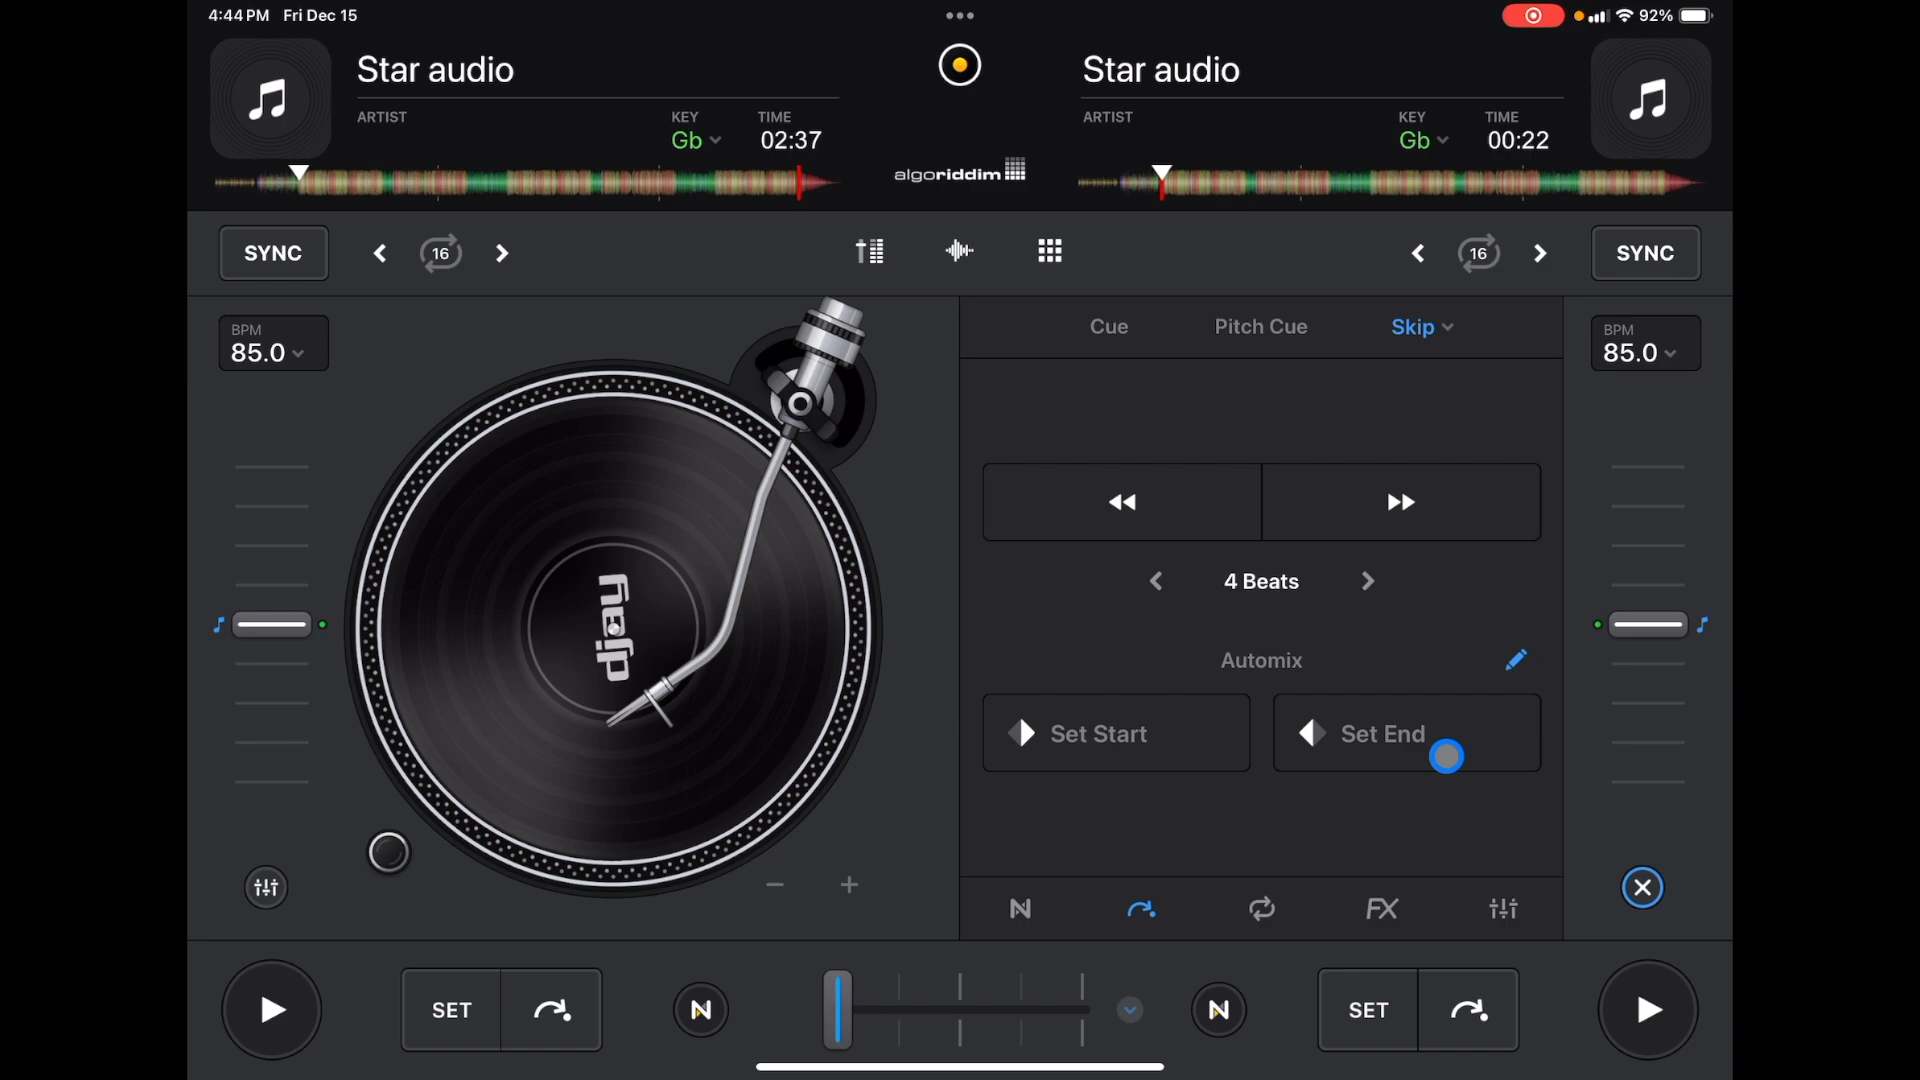 4:44 PM Fri Dec 15
92%
Star audio
ARTIST
KEY
Gb
TIME
02:37
algoriddim
Star audio
ARTIST
KEY
Gb
TIME
00:22
SYNC
16
16
SYNC
BPM
85.0
djay
Cue
Pitch Cue
Skip
4 Beats
Automix
Set Start
Set End
FX
BPM
85.0
SET
N
N
SET